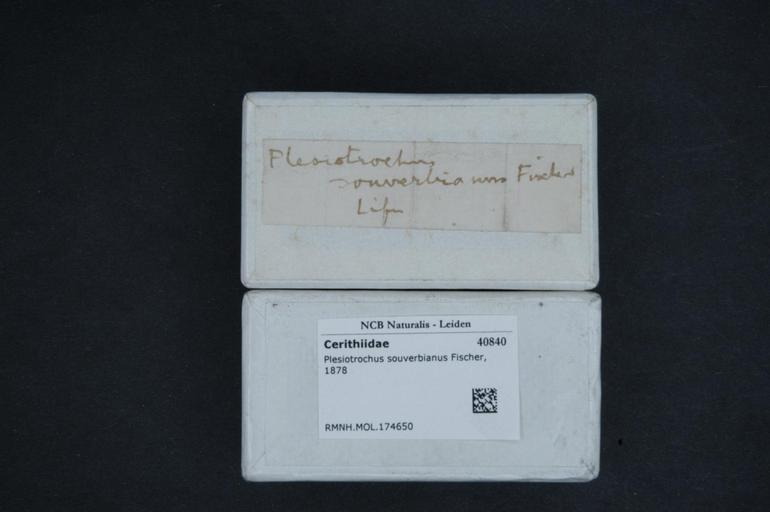 Plesiotrochus
souverbianus Fischer
Lifu
NCB Naturalis - Leiden
Cerithiidae 40840
Plesiotrochus souverbianus Fischer,
1878
RMNH.MOL.174650